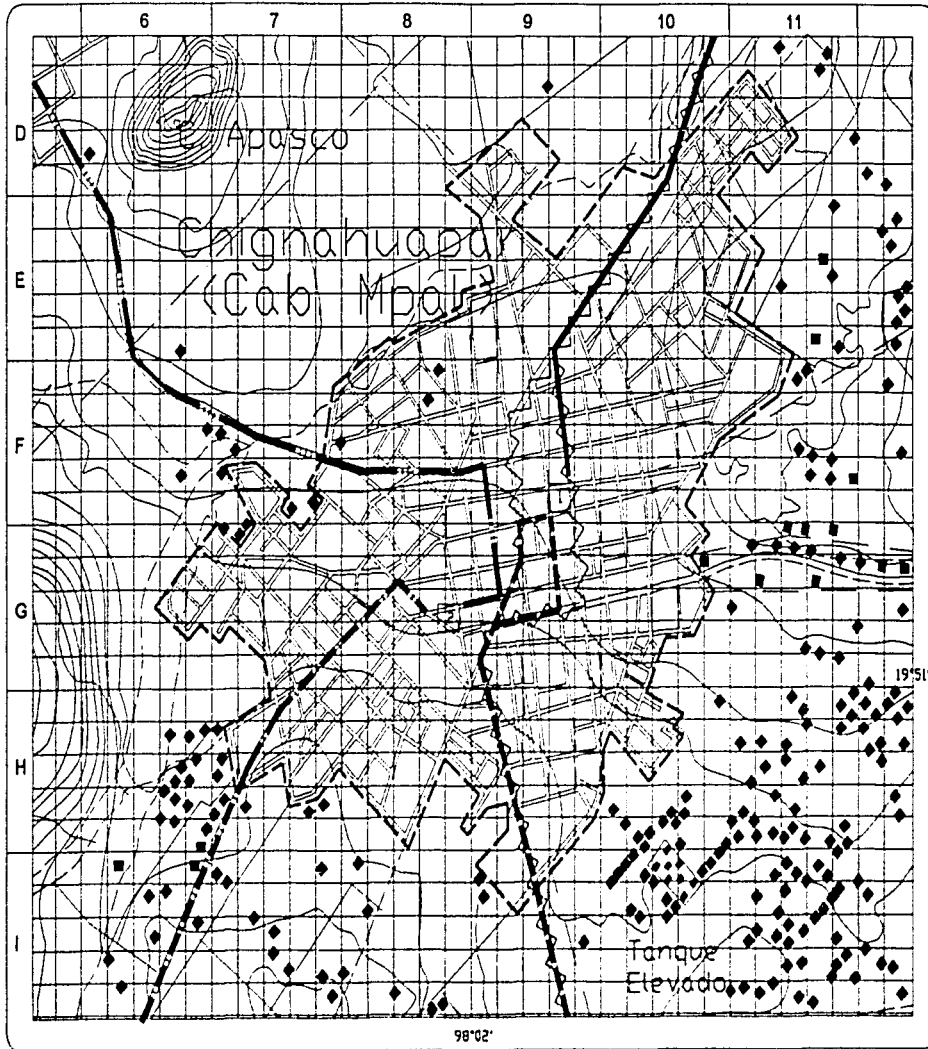 6 7 8 9 10 11
D
C Apasco
Chignahuapan
E
(Cab Mpal)
F
G
19°51'
H
I
Tanque
Elevado
98°02'